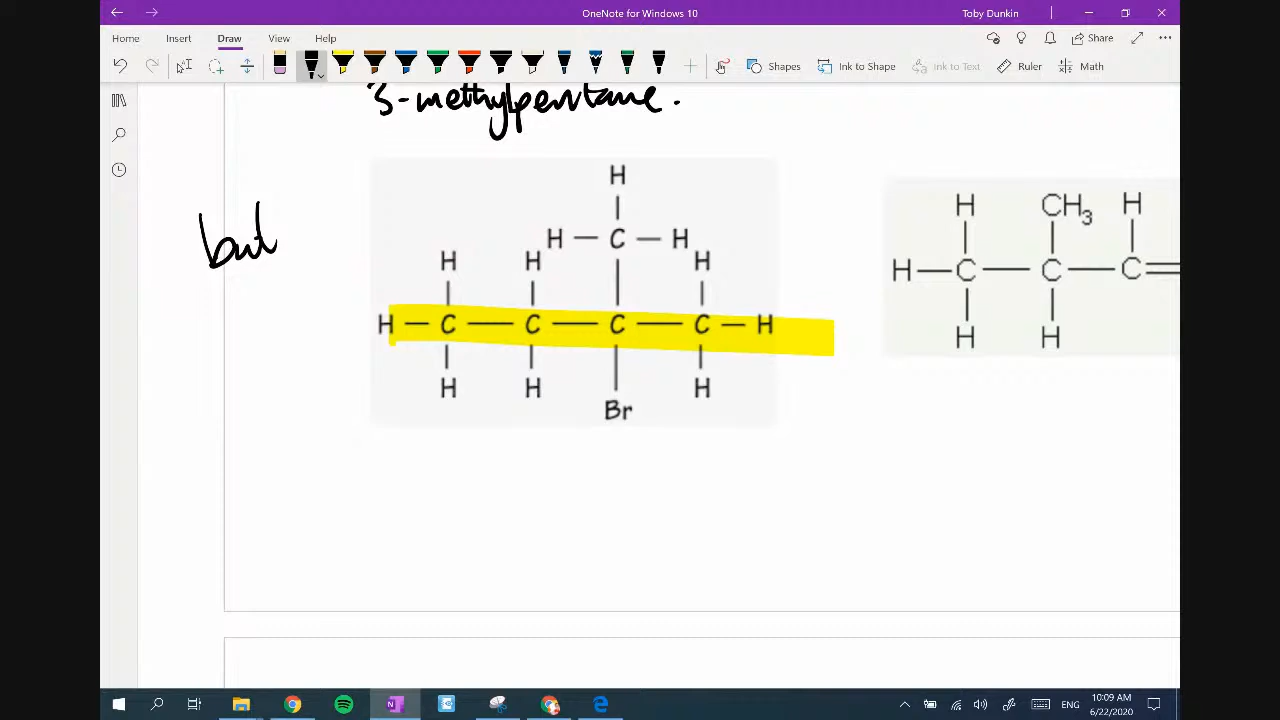 OneNote for Windows 10
Toby Dunkin
Home Insert Draw View Help
Share
Shapes Ink to Shape Ink to Text Ruler Math
3-methylpentane.
but
H
H — C — H
H H H
H — C — C — C — C — H
H H H
Br
H CH3 H
H — C — C — C =
H H
ENG
10:09 AM
6/22/2020